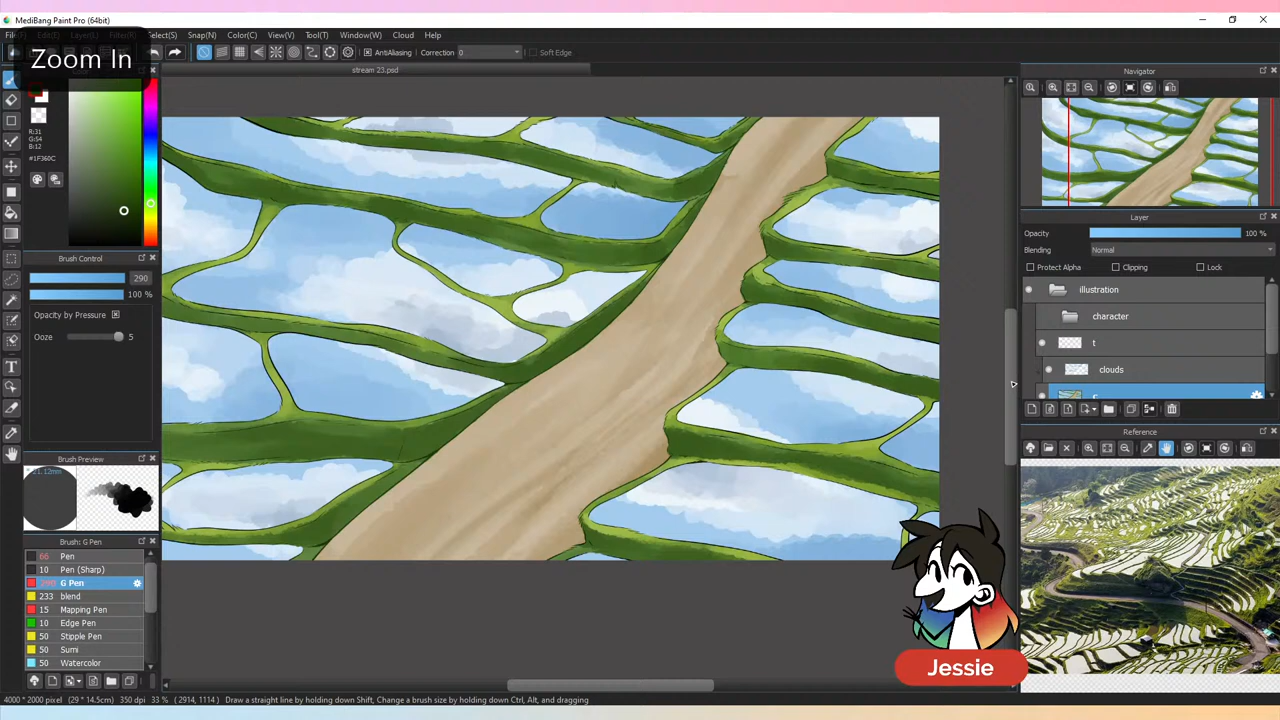 MediBang Paint Pro (64bit)
Select(S) Snap(N) Color(C) View(V) Tool(T) Window(W) Cloud Help
Zoom In
AntiAliasing Correction 0 Soft Edge
stream 23.psd
R:31
G:54
B:12
#1F360C
Brush Control
290
100 %
Opacity by Pressure
Ooze 5
Brush Preview
Brush: G Pen
66 Pen
10 Pen (Sharp)
290 G Pen
233 blend
15 Mapping Pen
10 Edge Pen
50 Stipple Pen
50 Sumi
50 Watercolor
Navigator
Layer
Opacity 100 %
Blending Normal
Protect Alpha Clipping Lock
illustration
character
t
clouds
Reference
Jessie
4000 * 2000 pixel (29 * 14.5cm) 350 dpi 33 % ( 2914, 1114 ) Draw a straight line by holding down Shift, Change a brush size by holding down Ctrl, Alt, and dragging